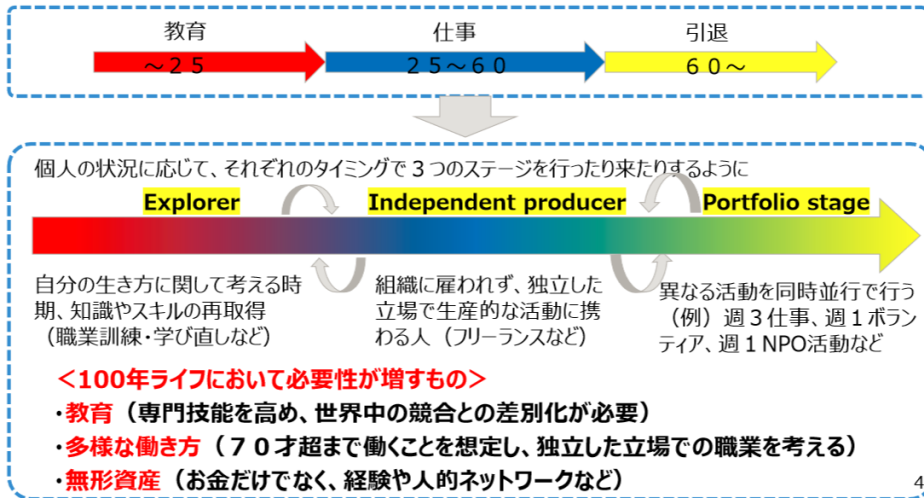 教育 仕事 引退
～２５ ２５～６０ ６０～
個人の状況に応じて、それぞれのタイミングで３つのステージを行ったり来たりするように
Explorer Independent producer Portfolio stage
自分の生き方に関して考える時
期、知識やスキルの再取得
（職業訓練・学び直しなど）
組織に雇われず、独立した
立場で生産的な活動に携
わる人（フリーランスなど）
異なる活動を同時並行で行う
（例）週３仕事、週１ボラン
ティア、週１NPO活動など
＜100年ライフにおいて必要性が増すもの＞
・教育（専門技能を高め、世界中の競合との差別化が必要）
・多様な働き方（７０才超まで働くことを想定し、独立した立場での職業を考える）
・無形資産（お金だけでなく、経験や人的ネットワークなど）
4